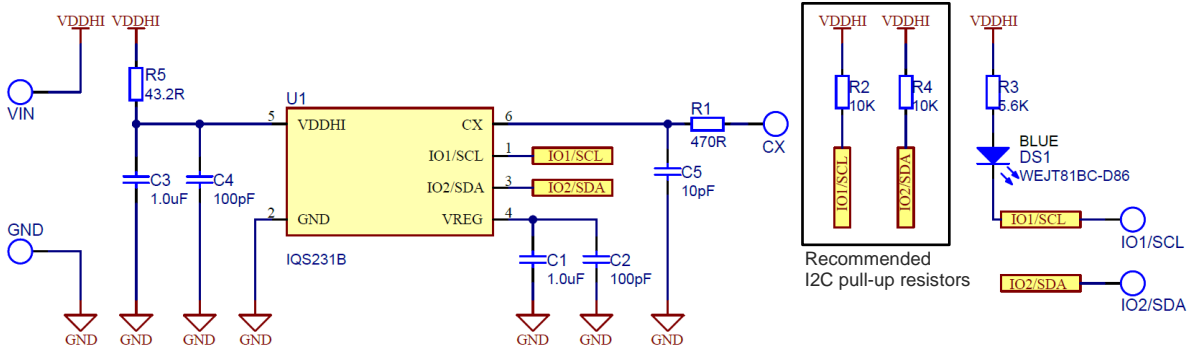 VDDHI
VDDHI
VDDHI
VDDHI
VDDHI
VIN
R5
43.2R
U1
5
VDDHI
CX
6
IO1/SCL
1
IO1/SCL
IO2/SDA
3
IO2/SDA
2
GND
VREG
4
IQS231B
C3
1.0uF
C4
100pF
GND
R1
470R
CX
C5
10pF
C1
1.0uF
C2
100pF
GND
GND
GND
GND
GND
GND
GND
R2
10K
R4
10K
IO1/SCL
IO2/SDA
Recommended
I2C pull-up resistors
R3
5.6K
BLUE
DS1
WEJT81BC-D86
IO1/SCL
IO1/SCL
IO2/SDA
IO2/SDA